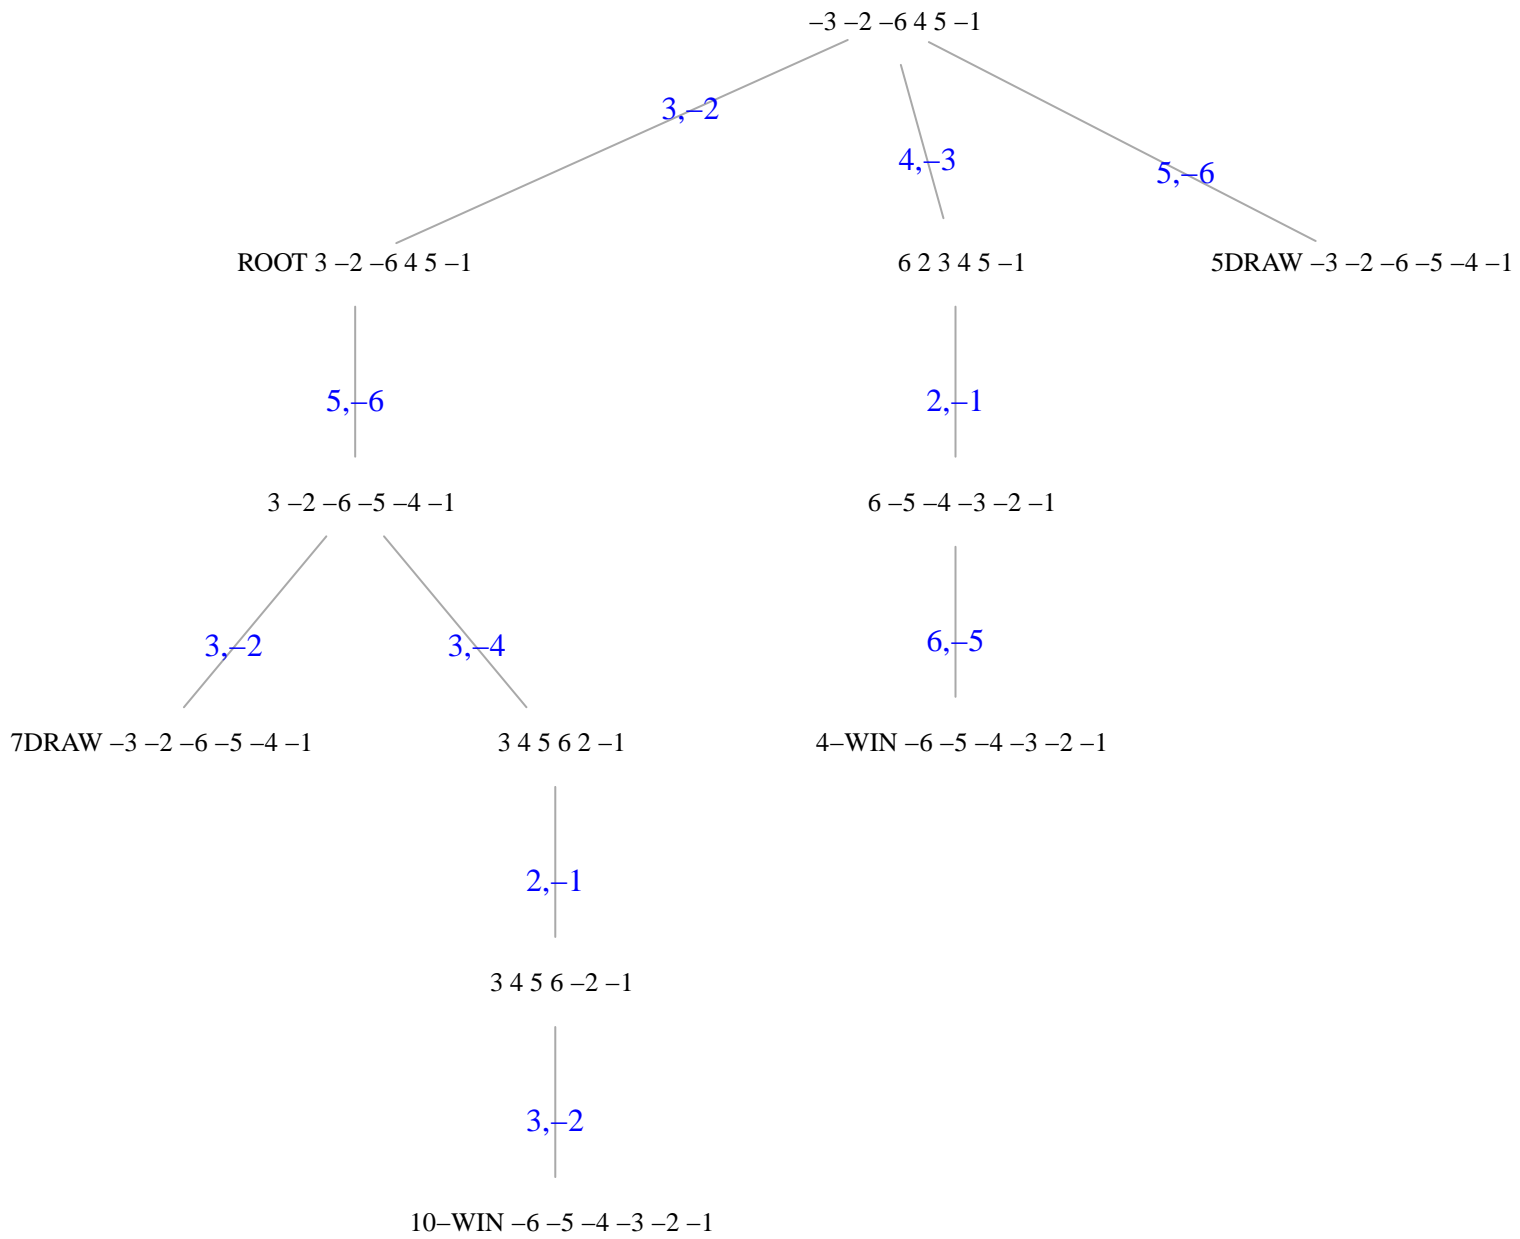 –3 –2 –6 4 5 –1
3,–2
4,–3
5,–6
ROOT 3 –2 –6 4 5 –1
6 2 3 4 5 –1
5DRAW –3 –2 –6 –5 –4 –1
5,–6
2,–1
3 –2 –6 –5 –4 –1
6 –5 –4 –3 –2 –1
3,–2
3,–4
6,–5
7DRAW –3 –2 –6 –5 –4 –1
3 4 5 6 2 –1
4–WIN –6 –5 –4 –3 –2 –1
2,–1
3 4 5 6 –2 –1
3,–2
10–WIN –6 –5 –4 –3 –2 –1